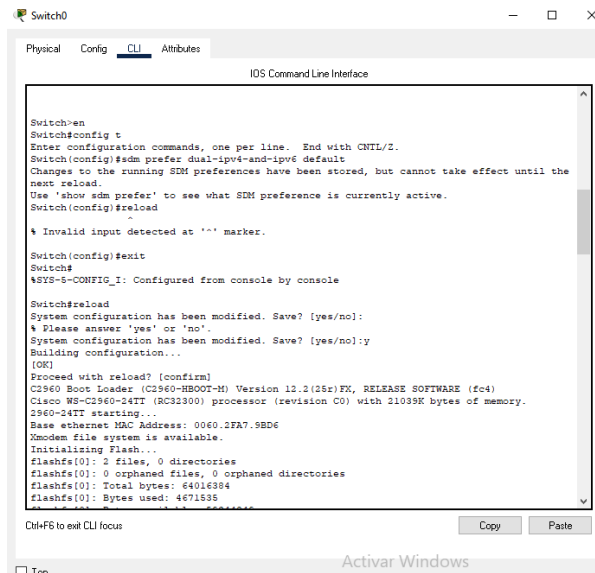 Switch0
Physical Config CLI Attributes
IOS Command Line Interface
Switch>en
Switch#config t
Enter configuration commands, one per line. End with CNTL/Z.
Switch(config)#sdm prefer dual-ipv4-and-ipv6 default
Changes to the running SDM preferences have been stored, but cannot take effect until the
next reload.
Use 'show sdm prefer' to see what SDM preference is currently active.
Switch(config)#reload
^
% Invalid input detected at '^' marker.
Switch(config)#exit
Switch#
%SYS-5-CONFIG_I: Configured from console by console
Switch#reload
System configuration has been modified. Save? [yes/no]:
% Please answer 'yes' or 'no'.
System configuration has been modified. Save? [yes/no]:y
Building configuration...
[OK]
Proceed with reload? [confirm]
C2960 Boot Loader (C2960-HBOOT-M) Version 12.2(25r)FX, RELEASE SOFTWARE (fc4)
Cisco WS-C2960-24TT (RC32300) processor (revision C0) with 21039K bytes of memory.
2960-24TT starting...
Base ethernet MAC Address: 0060.2FA7.9BD6
Xmodem file system is available.
Initializing Flash...
flashfs[0]: 2 files, 0 directories
flashfs[0]: 0 orphaned files, 0 orphaned directories
flashfs[0]: Total bytes: 64016384
flashfs[0]: Bytes used: 4671535
Ctrl+F6 to exit CLI focus
Copy Paste
Activar Windows
Top